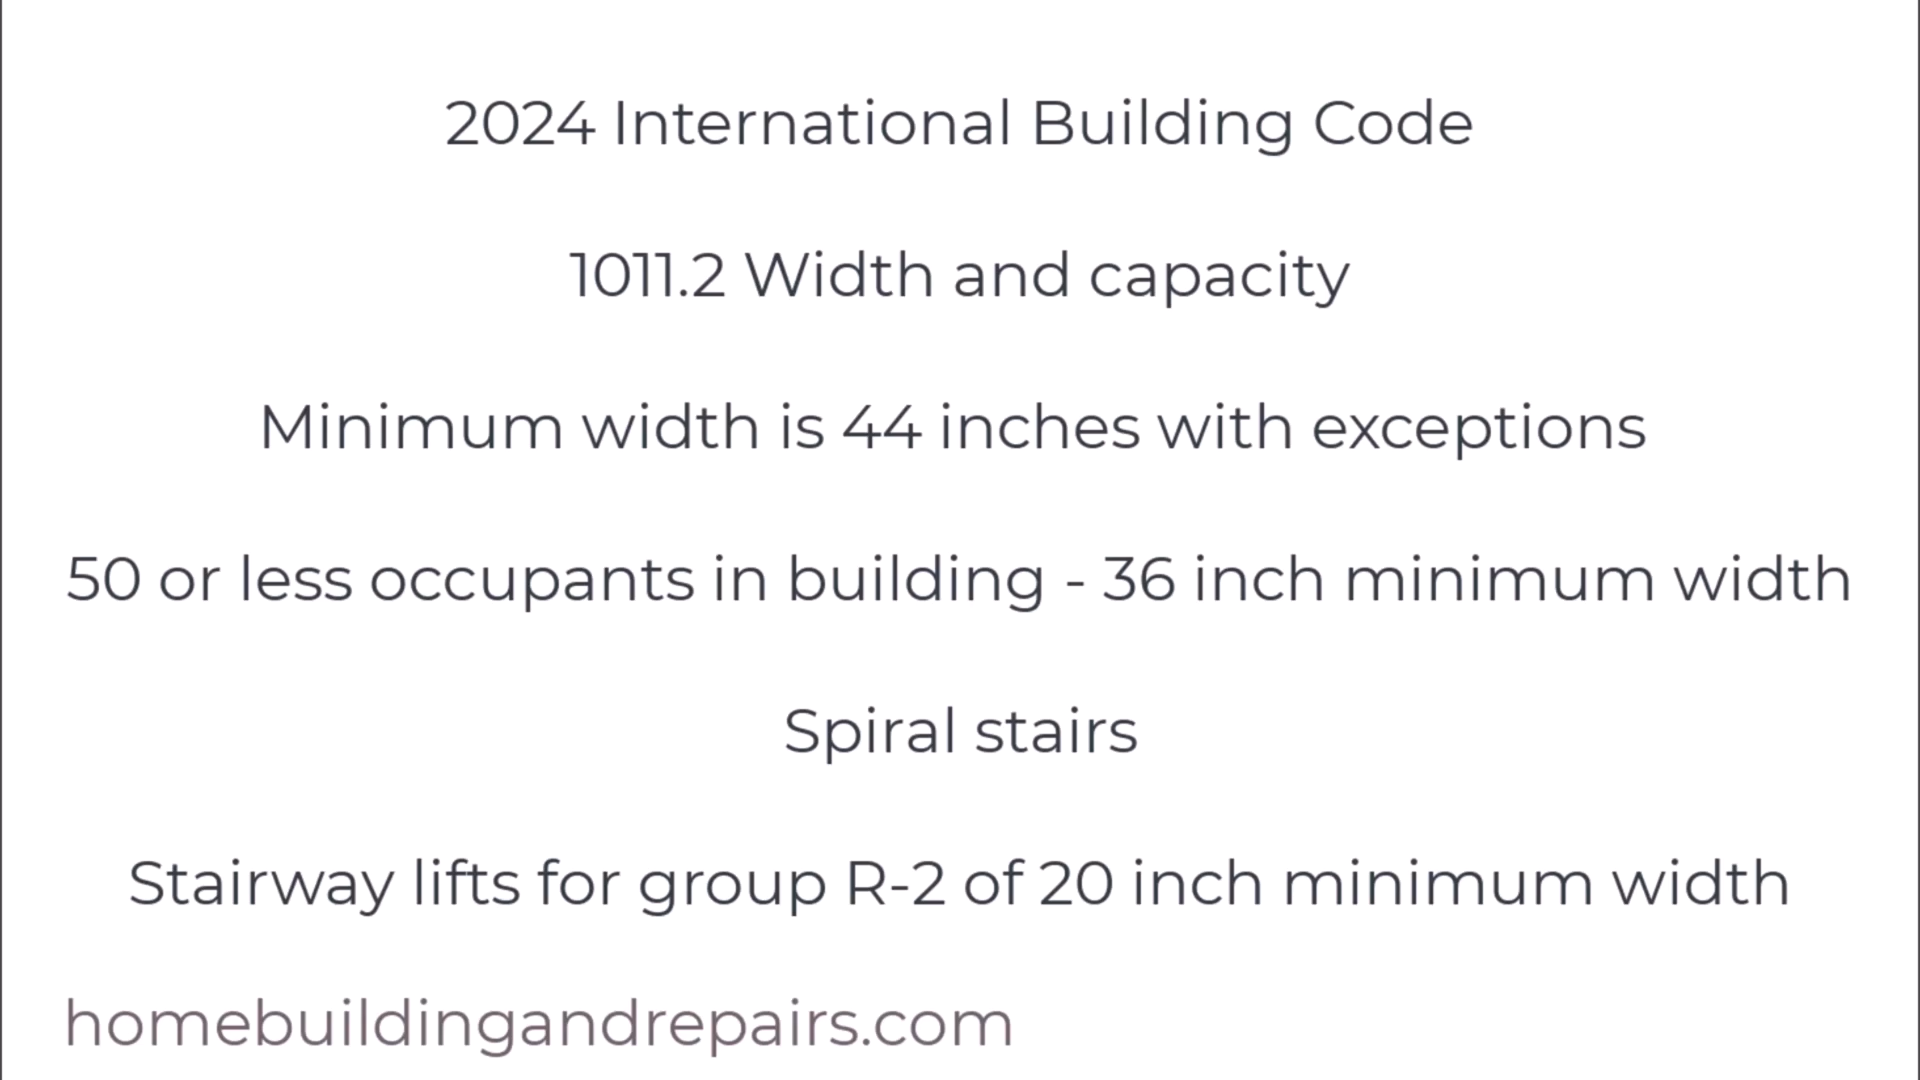 2024 International Building Code
1011.2 Width and capacity
Minimum width is 44 inches with exceptions
50 or less occupants in building - 36 inch minimum width
Spiral stairs
Stairway lifts for group R-2 of 20 inch minimum width
homebuildingandrepairs.com